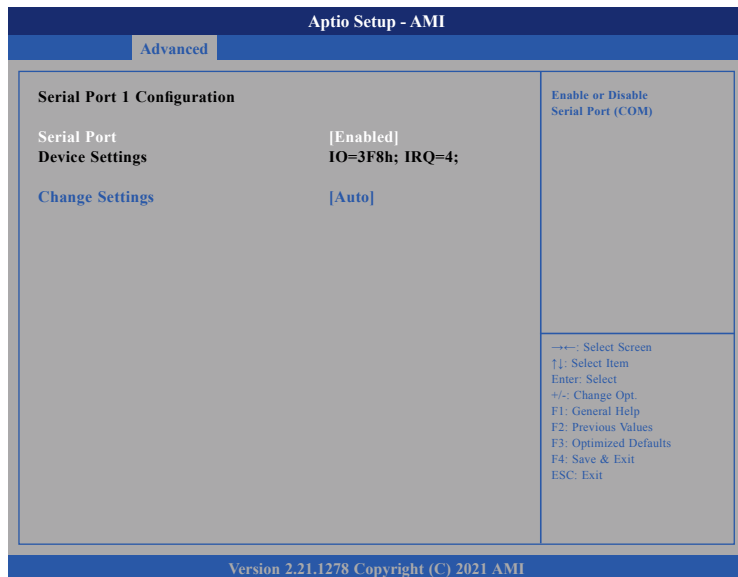 Aptio Setup - AMI
Advanced
Serial Port 1 Configuration
Serial Port [Enabled]
Device Settings IO=3F8h; IRQ=4;
Change Settings [Auto]
Enable or Disable
Serial Port (COM)
→←: Select Screen
↑↓: Select Item
Enter: Select
+/-: Change Opt.
F1: General Help
F2: Previous Values
F3: Optimized Defaults
F4: Save & Exit
ESC: Exit
Version 2.21.1278 Copyright (C) 2021 AMI